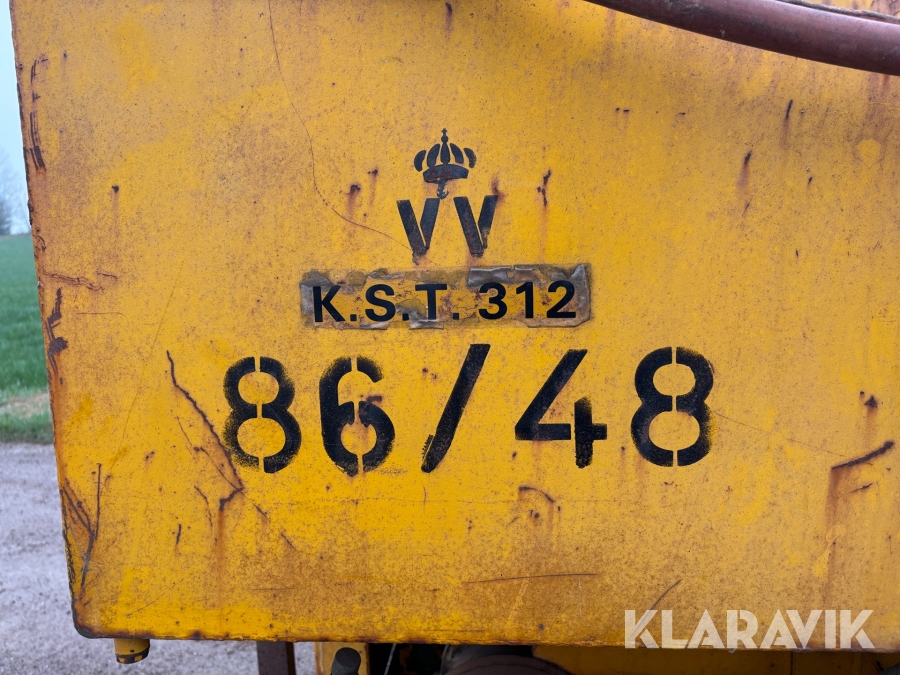 VV
K.S.T. 312
86/48
KLARAVIK